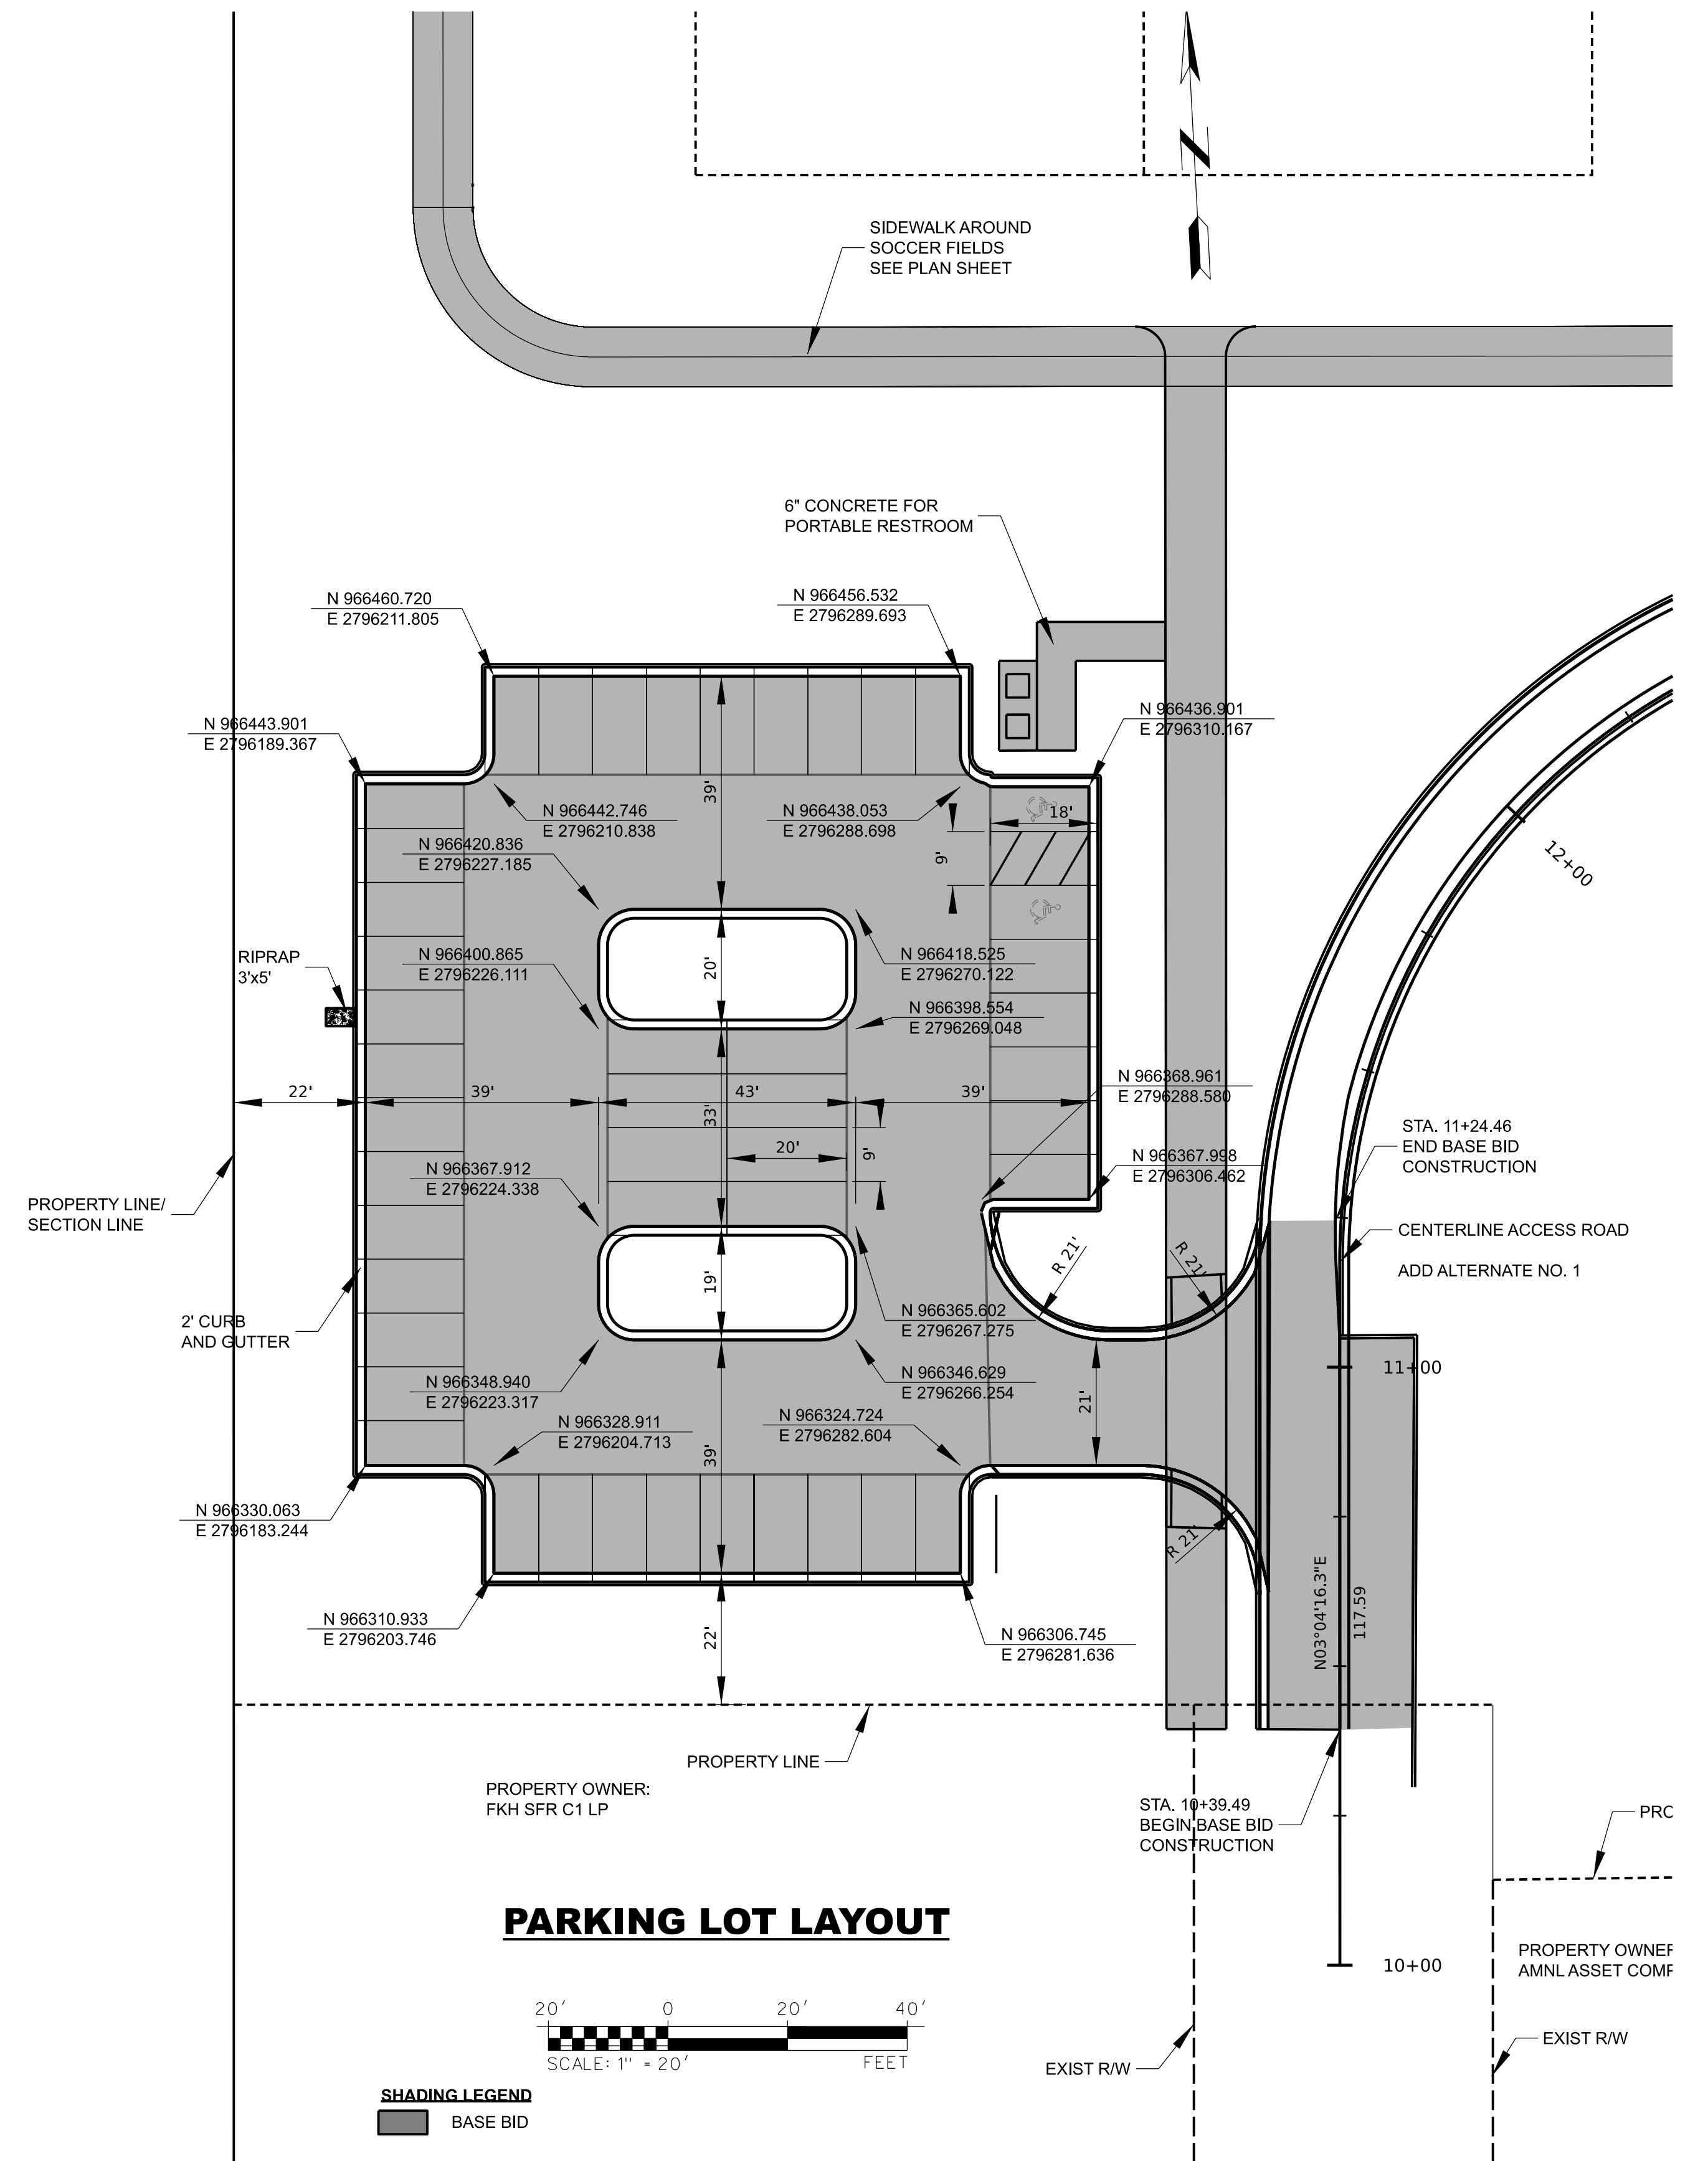 SIDEWALK AROUND
SOCCER FIELDS
SEE PLAN SHEET
N
6" CONCRETE FOR
PORTABLE RESTROOM
N 966460.720
E 2796211.805
N 966456.532
E 2796289.693
N 966443.901
E 2796189.367
N 966436.901
E 2796310.167
39'
N 966442.746
E 2796210.838
N 966438.053
E 2796288.698
18'
9'
N 966420.836
E 2796227.185
12+00
RIPRAP
3'x5'
N 966400.865
E 2796226.111
20'
N 966418.525
E 2796270.122
N 966398.554
E 2796269.048
22'
39'
43'
39'
33'
N 966368.961
E 2796288.580
STA. 11+24.46
END BASE BID
CONSTRUCTION
20'
9'
N 966367.912
E 2796224.338
N 966367.998
E 2796306.462
PROPERTY LINE/
SECTION LINE
CENTERLINE ACCESS ROAD
ADD ALTERNATE NO. 1
R 21'
R 21'
19'
N 966365.602
E 2796267.275
2' CURB
AND GUTTER
N 966348.940
E 2796223.317
N 966346.629
E 2796266.254
11+00
21'
N 966328.911
E 2796204.713
N 966324.724
E 2796282.604
39'
N 966330.063
E 2796183.244
R 21'
N 966310.933
E 2796203.746
22'
N 966306.745
E 2796281.636
N03°04'16.3"E
117.59
PROPERTY LINE
PROPERTY OWNER:
FKH SFR C1 LP
STA. 10+39.49
BEGIN BASE BID
CONSTRUCTION
PRO
PARKING LOT LAYOUT
10+00
PROPERTY OWNER
AMNL ASSET COMP
20' 0 20' 40'
SCALE: 1" = 20' FEET
EXIST R/W
EXIST R/W
SHADING LEGEND
BASE BID